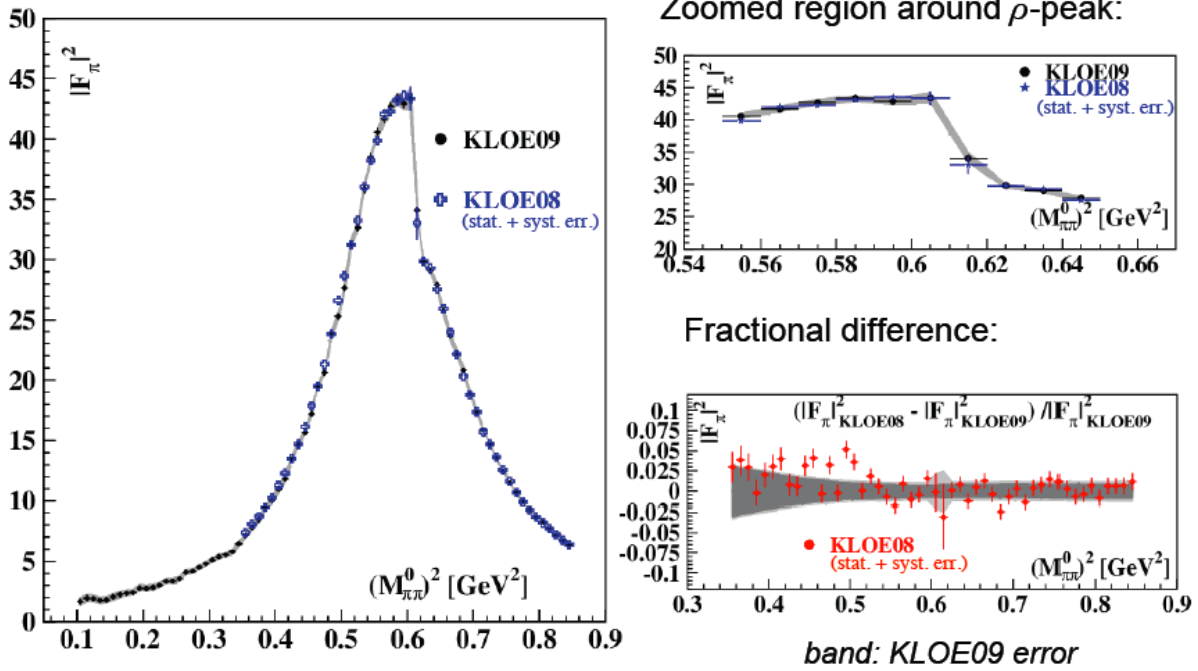 50
45
40
35
30
25
20
15
10
5
0
|F_π|²
KLOE09
KLOE08
(stat. + syst. err.)
(M⁰_ππ)² [GeV²]
0.1 0.2 0.3 0.4 0.5 0.6 0.7 0.8 0.9
Zoomed region around ρ-peak:
50
45
40
35
30
25
20
|F_π|²
KLOE09
KLOE08
(stat. + syst. err.)
(M⁰_ππ)² [GeV²]
0.54 0.56 0.58 0.6 0.62 0.64 0.66
Fractional difference:
0.1
0.075
0.05
0.025
0
-0.025
-0.05
-0.075
-0.1
|F_π|²
(|F_π|²_KLOE08 - |F_π|²_KLOE09) /|F_π|²_KLOE09
KLOE08
(stat. + syst. err.)
(M⁰_ππ)² [GeV²]
0.3 0.4 0.5 0.6 0.7 0.8 0.9
band: KLOE09 error